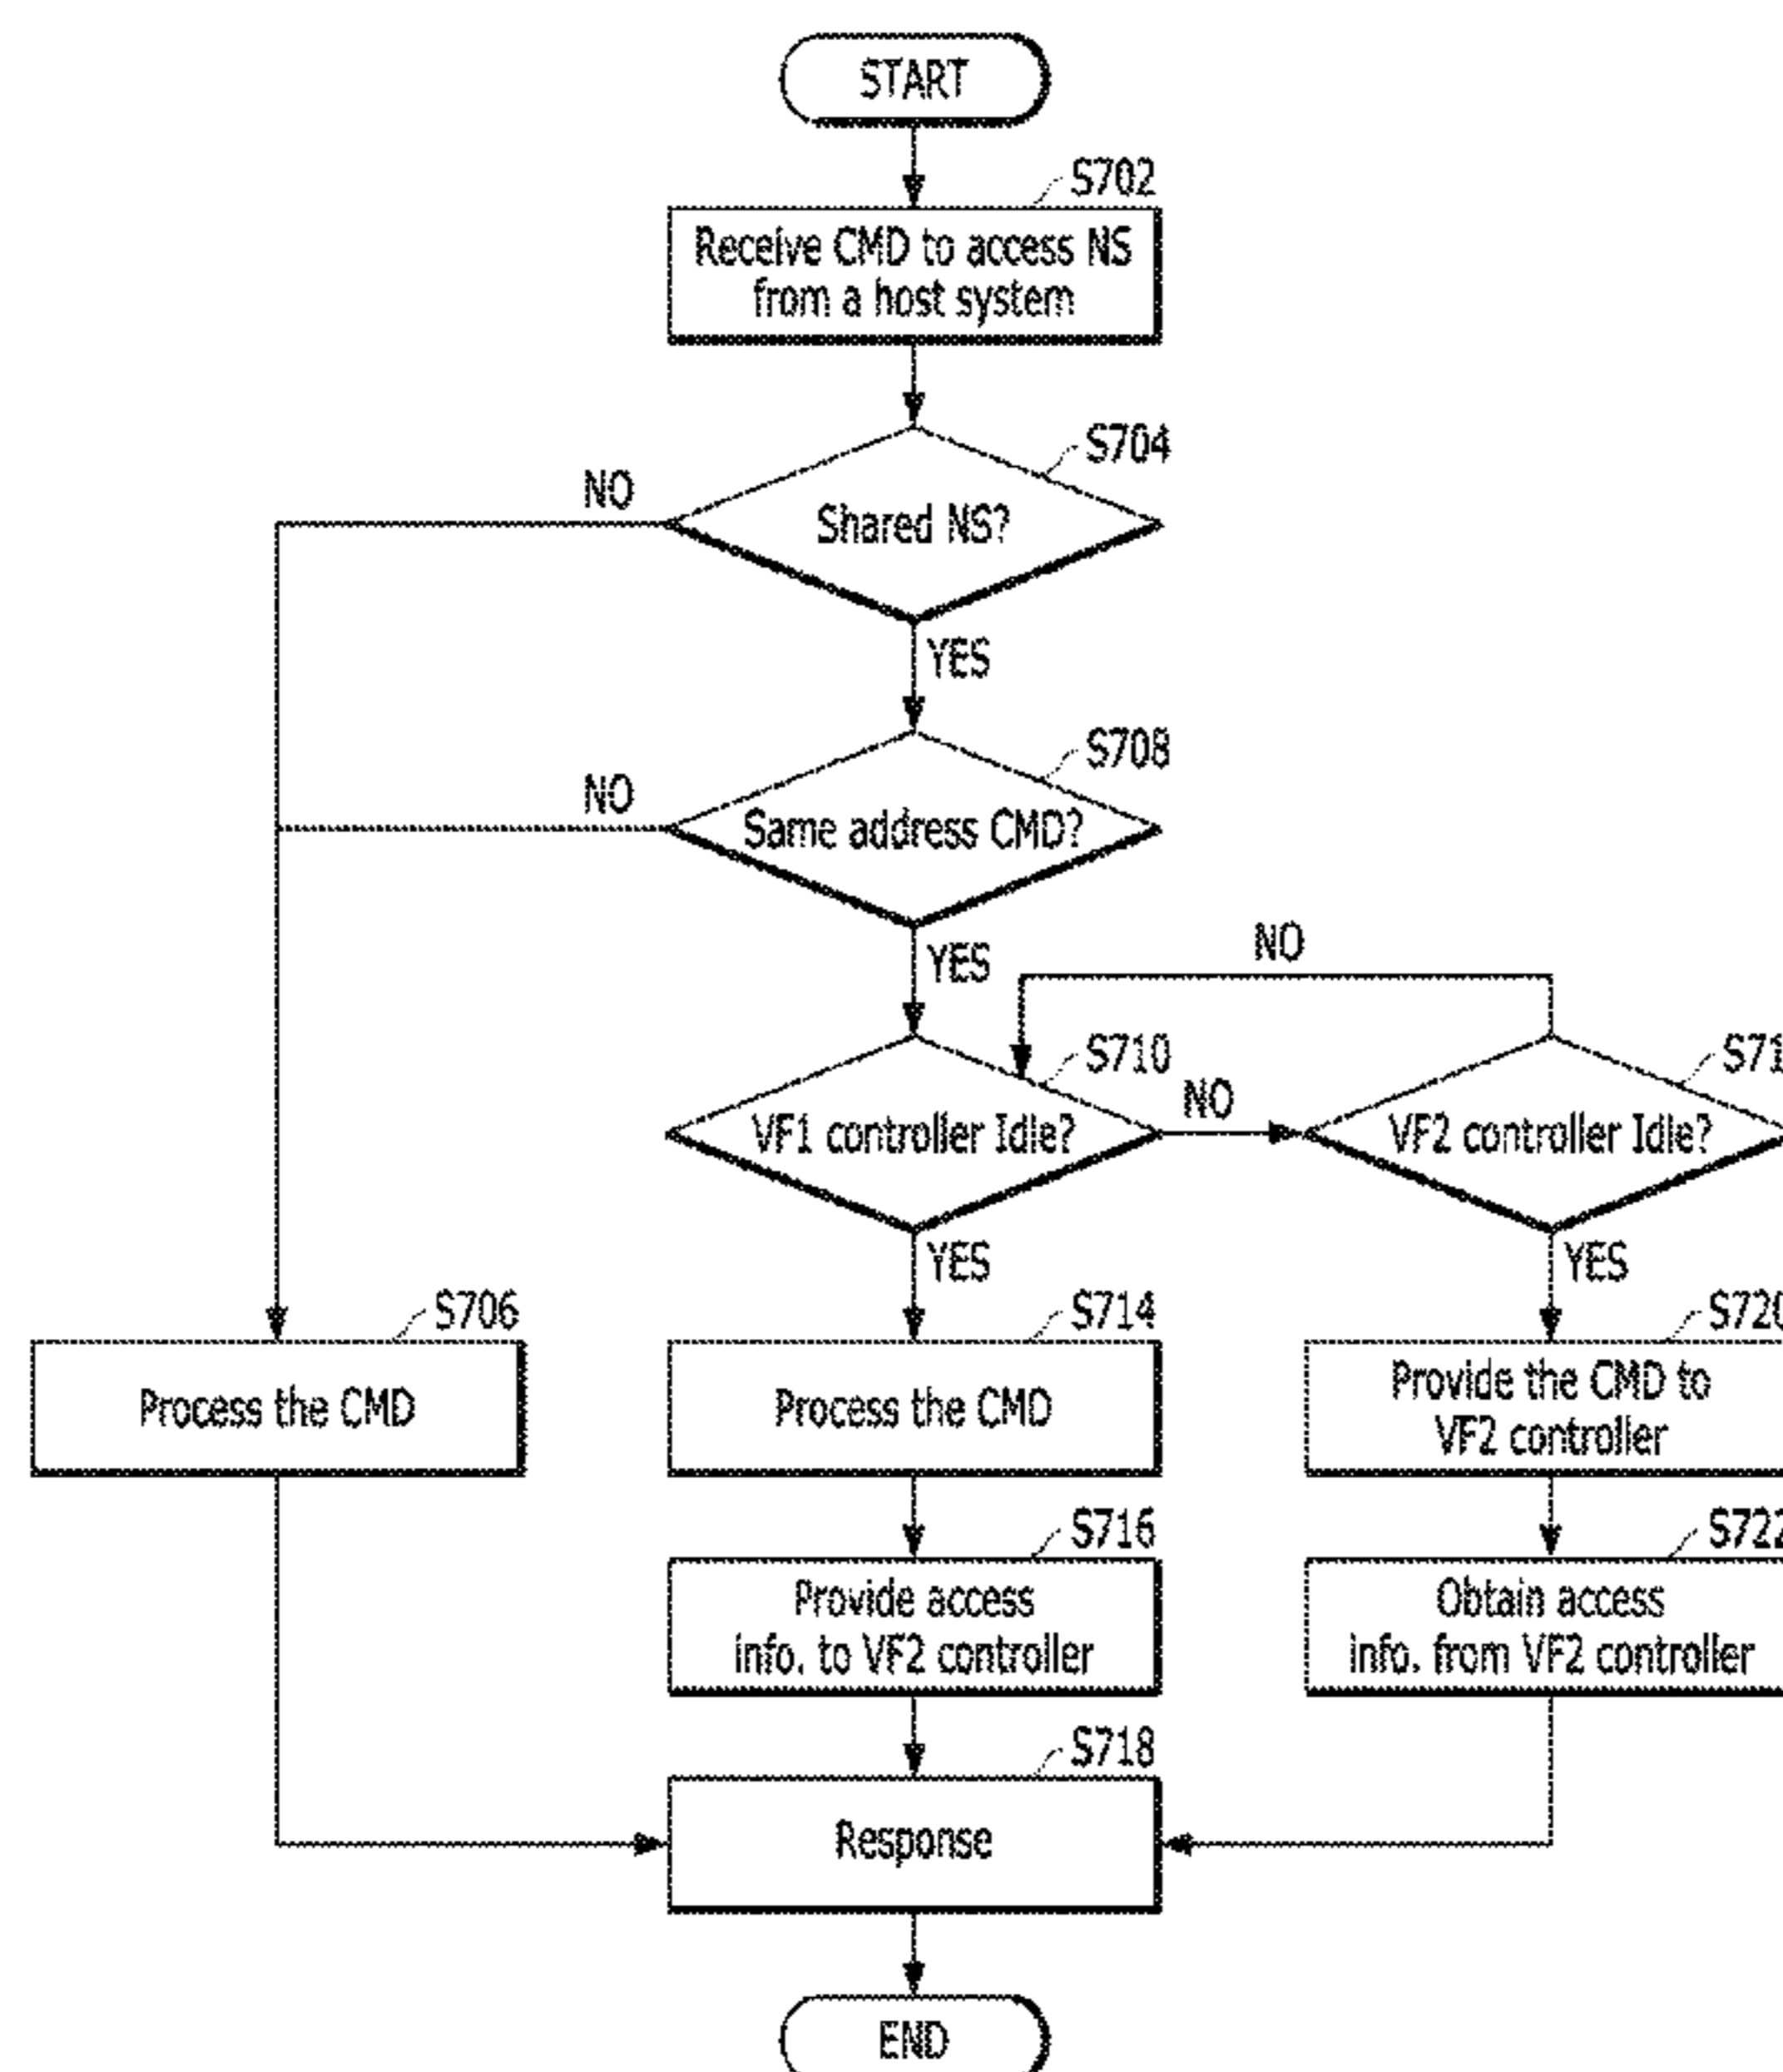 START
S702
Receive CMD to access NS
from a host system
S704
NO
Shared NS?
YES
S708
NO
Same address CMD?
YES
NO
S710
S71
VF1 controller Idle?
NO
VF2 controller Idle?
YES
YES
S706
S714
S720
Process the CMD
Process the CMD
Provide the CMD to
VF2 controller
S716
S722
Provide access
info. to VF2 controller
Obtain access
info. from VF2 controller
S718
Response
END